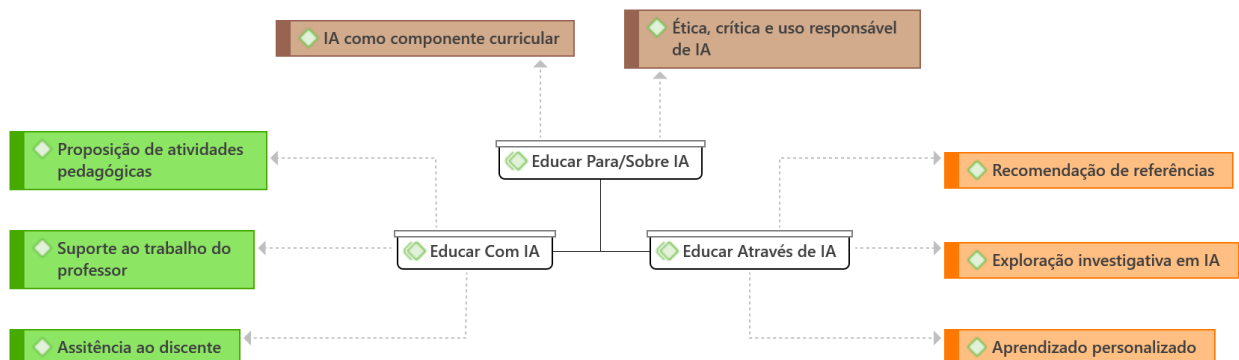 IA como componente curricular
Ética, crítica e uso responsável
de IA
Proposição de atividades
pedagógicas
Educar Para/Sobre IA
Recomendação de referências
Suporte ao trabalho do
professor
Educar Com IA
Educar Através de IA
Exploração investigativa em IA
Assitência ao discente
Aprendizado personalizado